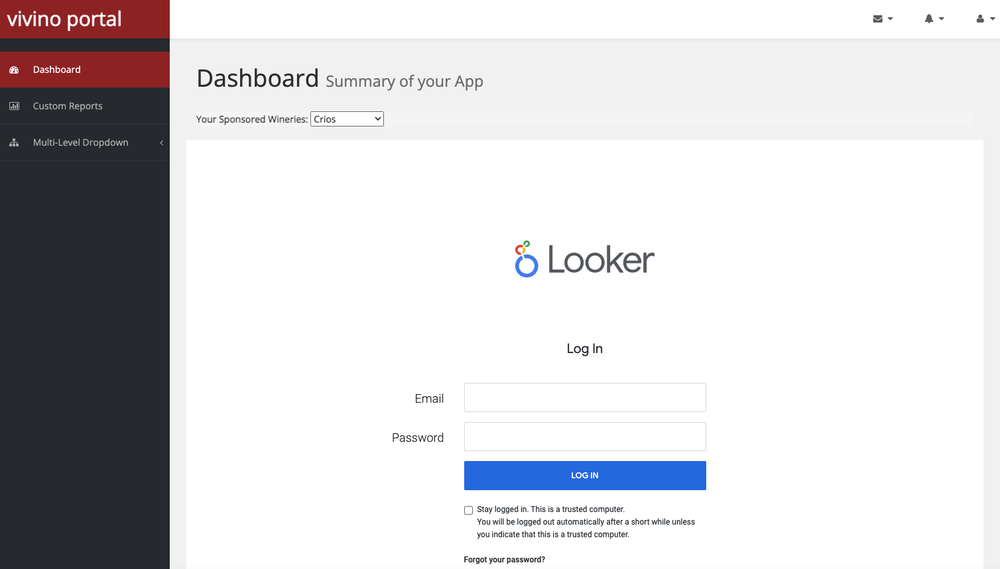 vivino portal
Dashboard
Custom Reports
Multi-Level Dropdown
Dashboard Summary of your App
Your Sponsored Wineries: Crios
Looker
Log In
Email
Password
LOG IN
Stay logged in. This is a trusted computer.
You will be logged out automatically after a short while unless
you indicate that this is a trusted computer.
Forgot your password?